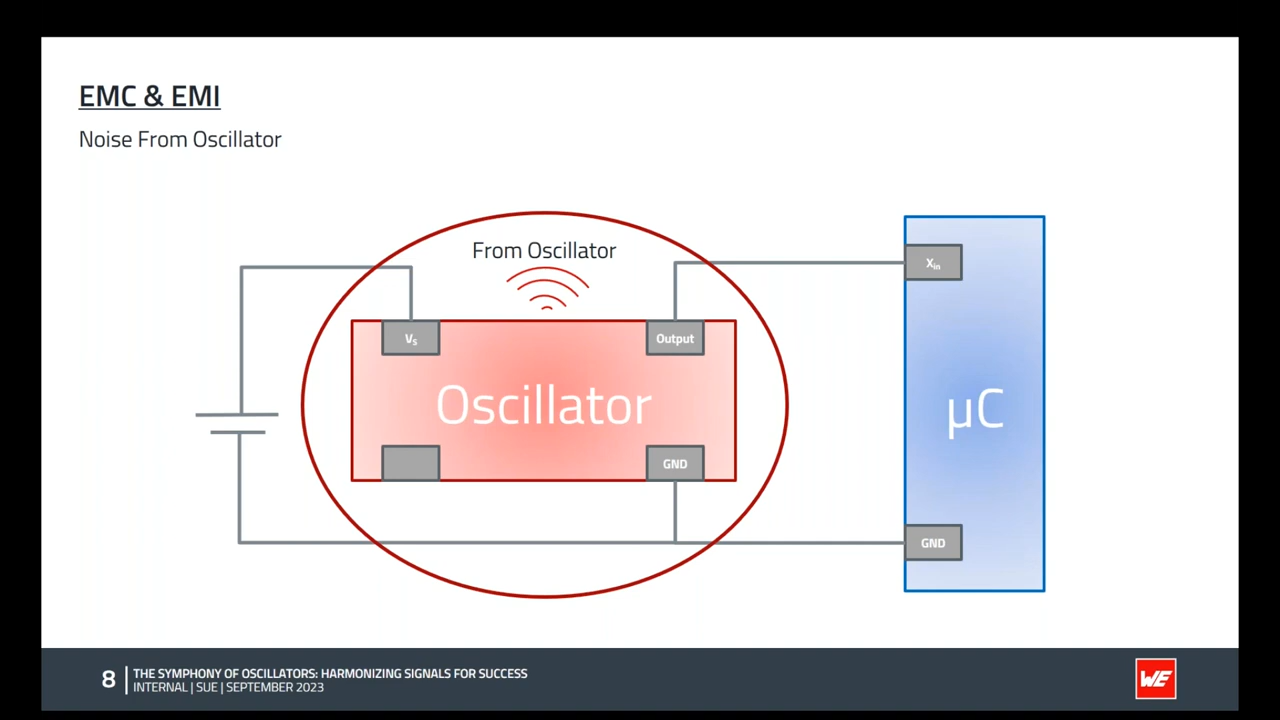 EMC & EMI
Noise From Oscillator
From Oscillator
Vs
Output
Xin
Oscillator
µC
GND
GND
8
THE SYMPHONY OF OSCILLATORS: HARMONIZING SIGNALS FOR SUCCESS
INTERNAL | SUE | SEPTEMBER 2023
WE